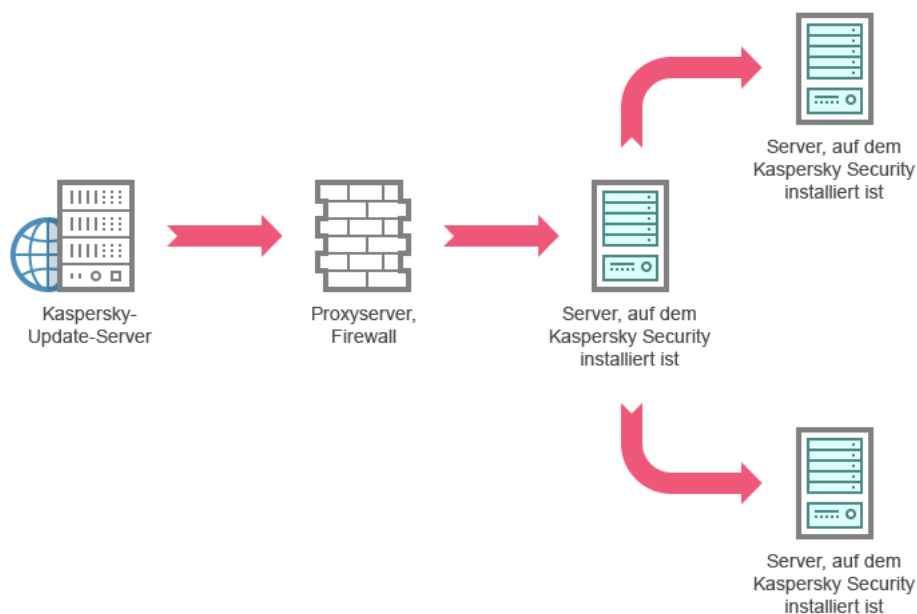 Server, auf dem
Kaspersky Security
installiert ist
Kaspersky-
Update-Server
Proxyserver,
Firewall
Server, auf dem
Kaspersky Security
installiert ist
Server, auf dem
Kaspersky Security
installiert ist